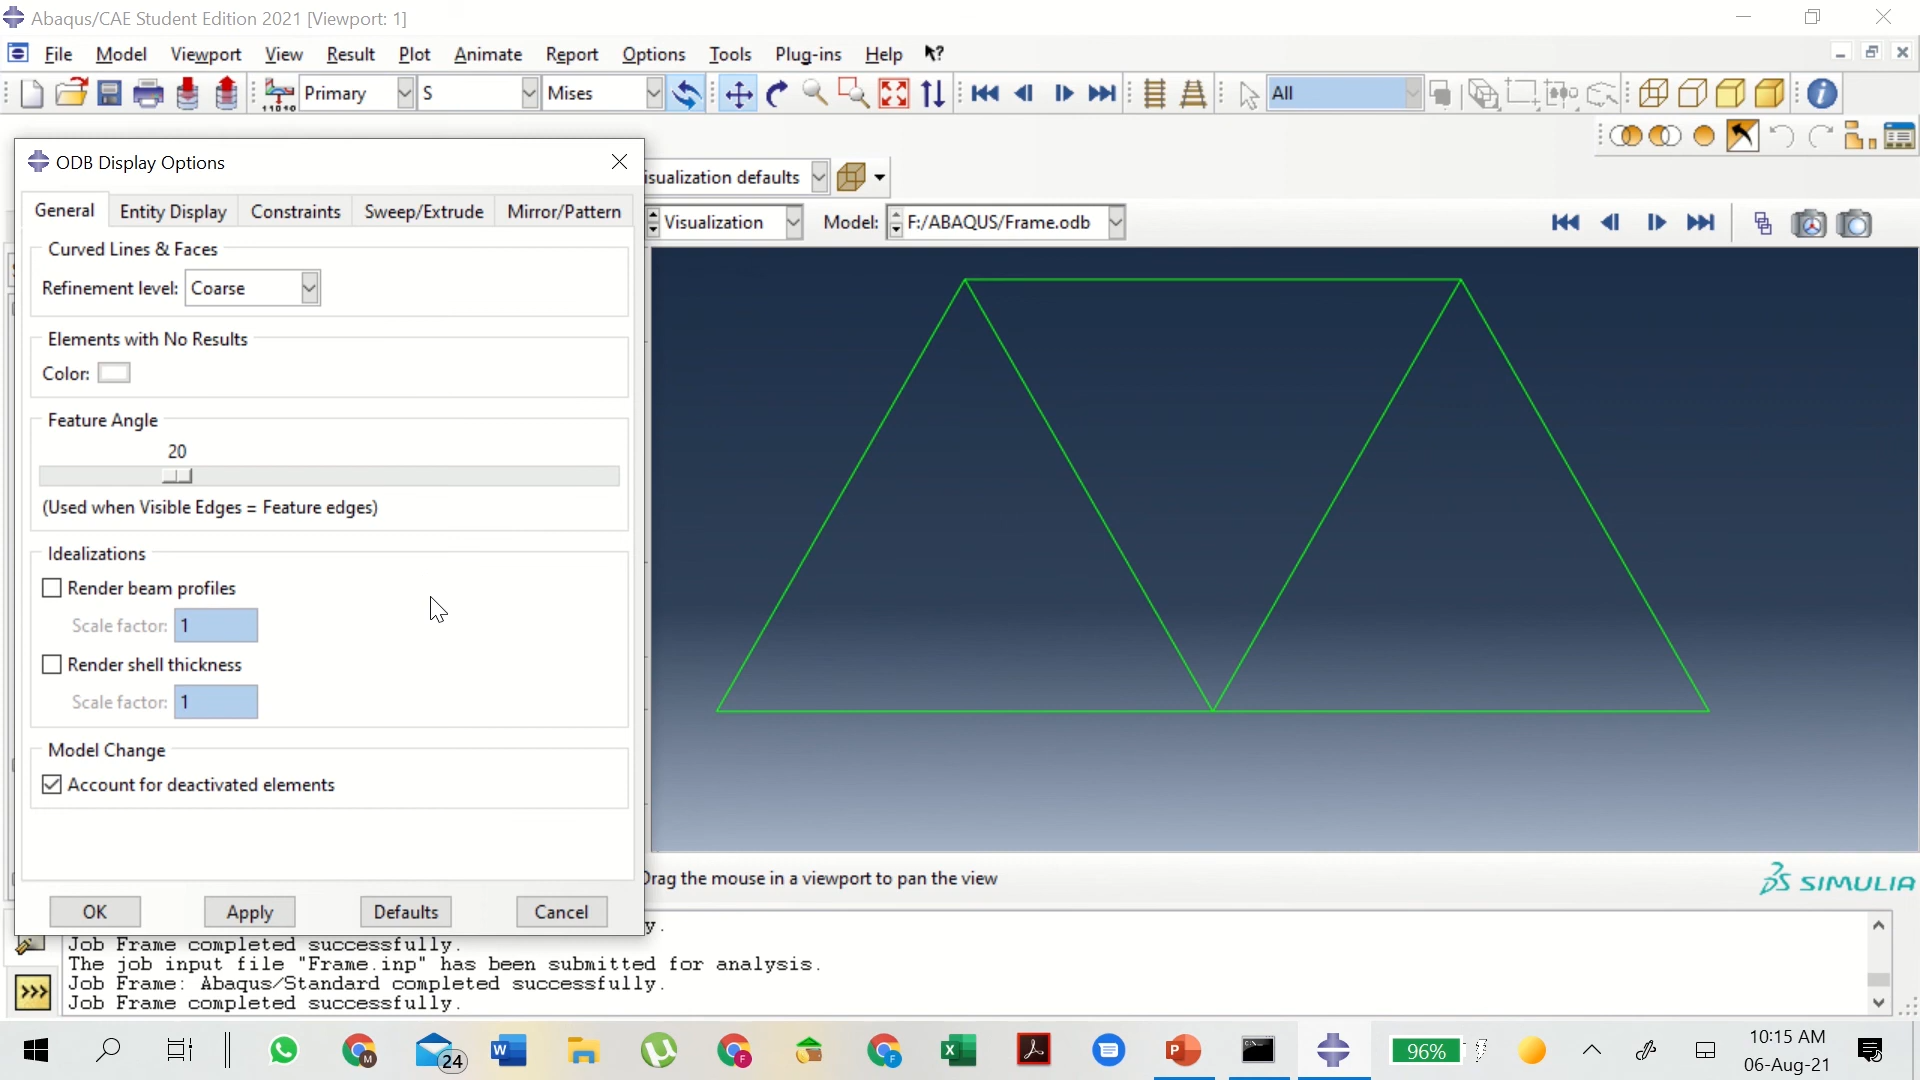 Abaqus/CAE Student Edition 2021 [Viewport: 1]
File Model Viewport View Result Plot Animate Report Options Tools Plug-ins Help
Primary S Mises All
ODB Display Options
isualization defaults
General Entity Display Constraints Sweep/Extrude Mirror/Pattern
Visualization Model: F:/ABAQUS/Frame.odb
Curved Lines & Faces
Refinement level: Coarse
Elements with No Results
Color:
Feature Angle
20
(Used when Visible Edges = Feature edges)
Idealizations
Render beam profiles
Scale factor: 1
Render shell thickness
Scale factor: 1
Model Change
Account for deactivated elements
OK Apply Defaults Cancel
Drag the mouse in a viewport to pan the view
SIMULIA
y.
Job Frame completed successfully.
The job input file "Frame.inp" has been submitted for analysis.
Job Frame: Abaqus/Standard completed successfully.
Job Frame completed successfully.
24
96%
10:15 AM
06-Aug-21